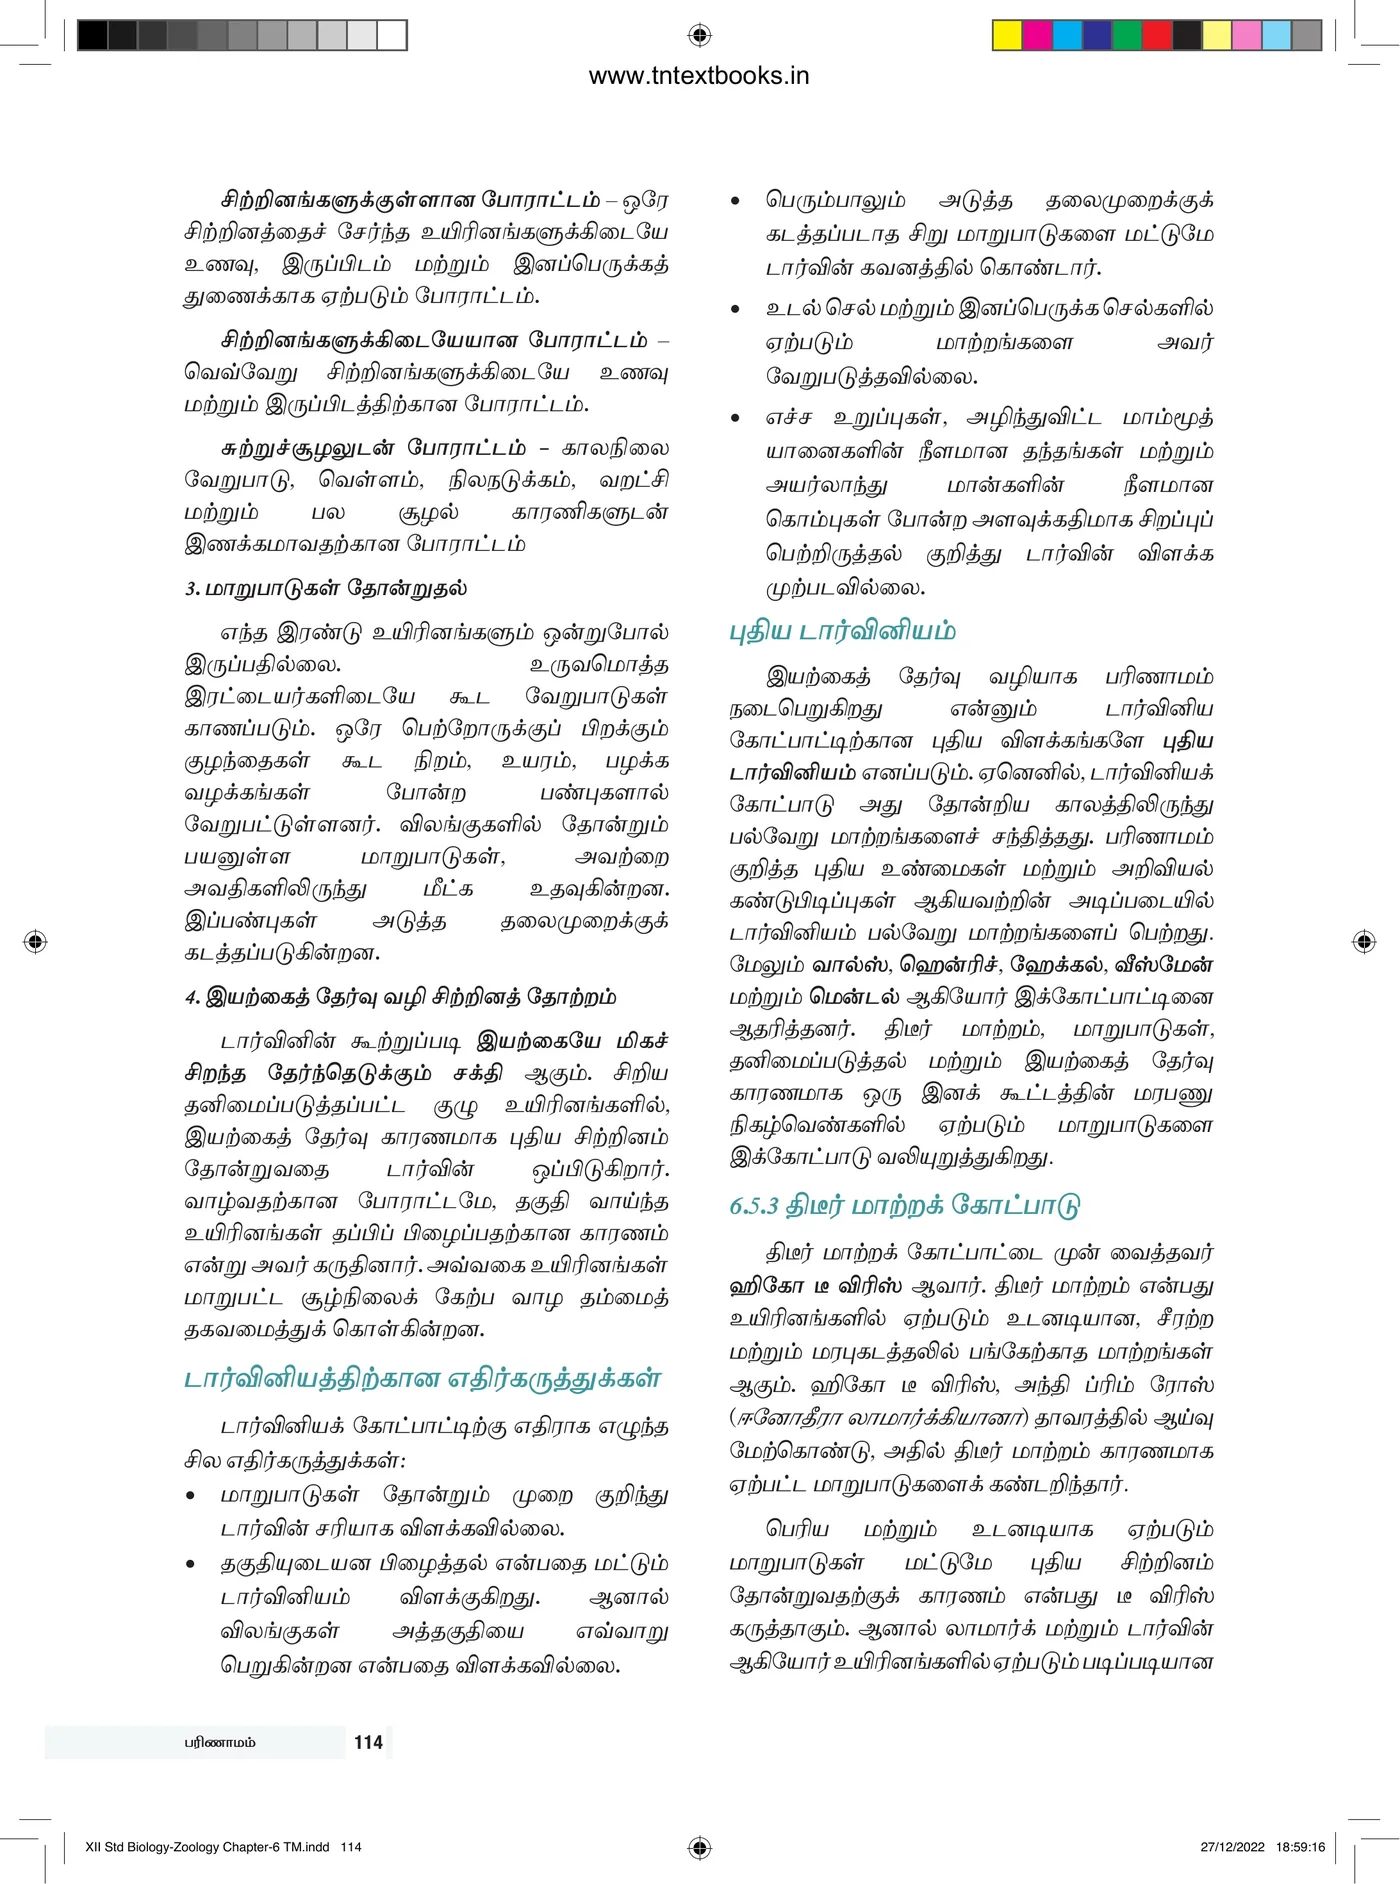 www.tntextbooks.in
சிற்றினங்களுக்குள்ளான போராட்டம் – ஒரே
சிற்றினத்தைச் சேர்ந்த உயிரினங்களுக்கிடையே
உணவு, இருப்பிடம் மற்றும் இனப்பெருக்கத்
துணைக்காக ஏற்படும் போராட்டம்.
சிற்றினங்களுக்கிடையேயான போராட்டம் –
வெவ்வேறு சிற்றினங்களுக்கிடையே உணவு
மற்றும் இருப்பிடத்திற்கான போராட்டம்.
சுற்றுச்சூழலுடன் போராட்டம் – காலநிலை
வேறுபாடு, வெள்ளம், நிலநடுக்கம், வறட்சி
மற்றும் பல சூழல் காரணிகளுடன்
இணக்கமாவதற்கான போராட்டம்
3. மாறுபாடுகள் தோன்றுதல்
எந்த இரண்டு உயிரினங்களும் ஒன்றுபோல்
இருப்பதில்லை. உருவமொத்த
இரட்டையர்களிடையே கூட வேறுபாடுகள்
காணப்படும். ஒரே பெற்றோருக்குப் பிறக்கும்
குழந்தைகள் கூட நிறம், உயரம், பழக்க
வழக்கங்கள் போன்ற பண்புகளால்
வேறுபட்டுள்ளனர். விலங்குகளில் தோன்றும்
பயனுள்ள மாறுபாடுகள், அவற்றை
அவதிகளிலிருந்து மீட்க உதவுகின்றன.
இப்பண்புகள் அடுத்த தலைமுறைக்குக்
கடத்தப்படுகின்றன.
4. இயற்கைத் தேர்வு வழி சிற்றினத் தோற்றம்
டார்வினின் கூற்றுப்படி இயற்கையே மிகச்
சிறந்த தேர்ந்தெடுக்கும் சக்தி ஆகும். சிறிய
தனிமைப்படுத்தப்பட்ட குழு உயிரினங்களில்,
இயற்கைத் தேர்வு காரணமாக புதிய சிற்றினம்
தோன்றுவதை டார்வின் ஒப்பிடுகிறார்.
வாழ்வதற்கான போராட்டமே, தகுதி வாய்ந்த
உயிரினங்கள் தப்பிப் பிழைப்பதற்கான காரணம்
என்று அவர் கருதினார். அவ்வகை உயிரினங்கள்
மாறுபட்ட சூழ்நிலைக் கேற்ப வாழ தம்மைத்
தகவமைத்துக் கொள்கின்றன.
டார்வினியத்திற்கான எதிர்கருத்துக்கள்
டார்வினியக் கோட்பாட்டிற்கு எதிராக எழுந்த
சில எதிர்கருத்துக்கள்:
• மாறுபாடுகள் தோன்றும் முறை குறிந்து
டார்வின் சரியாக விளக்கவில்லை.
• தகுதியுடையன பிழைத்தல் என்பதை மட்டும்
டார்வினியம் விளக்குகிறது. ஆனால்
விலங்குகள் அத்தகுதியை எவ்வாறு
பெறுகின்றன என்பதை விளக்கவில்லை.
• பெரும்பாலும் அடுத்த தலைமுறைக்குக்
கடத்தப்படாத சிறு மாறுபாடுகளை மட்டுமே
டார்வின் கவனத்தில் கொண்டார்.
• உடல் செல் மற்றும் இனப்பெருக்க செல்களில்
ஏற்படும் மாற்றங்களை அவர்
வேறுபடுத்தவில்லை.
• எச்ச உறுப்புகள், அழிந்துவிட்ட மாம்மூத்
யானைகளின் நீளமான தந்தங்கள் மற்றும்
அயர்லாந்து மான்களின் நீளமான
கொம்புகள் போன்ற அளவுக்கதிமாக சிறப்புப்
பெற்றிருத்தல் குறித்து டார்வின் விளக்க
முற்படவில்லை.
புதிய டார்வினியம்
இயற்கைத் தேர்வு வழியாக பரிணாமம்
நடைபெறுகிறது என்னும் டார்வினிய
கோட்பாட்டிற்கான புதிய விளக்கங்களே புதிய
டார்வினியம் எனப்படும். ஏனெனில், டார்வினியக்
கோட்பாடு அது தோன்றிய காலத்திலிருந்து
பல்வேறு மாற்றங்களைச் சந்தித்தது. பரிணாமம்
குறித்த புதிய உண்மைகள் மற்றும் அறிவியல்
கண்டுபிடிப்புகள் ஆகியவற்றின் அடிப்படையில்
டார்வினியம் பல்வேறு மாற்றங்களைப் பெற்றது.
மேலும் வால்ஸ், ஹென்ரிச், ஹேக்கல், வீஸ்மேன்
மற்றும் மென்டல் ஆகியோர் இக்கோட்பாட்டினை
ஆதரித்தனர். திடீர் மாற்றம், மாறுபாடுகள்,
தனிமைப்படுத்தல் மற்றும் இயற்கைத் தேர்வு
காரணமாக ஒரு இனக் கூட்டத்தின் மரபணு
நிகழ்வெண்களில் ஏற்படும் மாறுபாடுகளை
இக்கோட்பாடு வலியுறுத்துகிறது.
6.5.3 திடீர் மாற்றக் கோட்பாடு
திடீர் மாற்றக் கோட்பாட்டை முன் வைத்தவர்
ஹிகோ டீ விரிஸ் ஆவார். திடீர் மாற்றம் என்பது
உயிரினங்களில் ஏற்படும் உடனடியான, சீரற்ற
மற்றும் மரபுகடத்தலில் பங்கேற்காத மாற்றங்கள்
ஆகும். ஹிகோ டீ விரிஸ், அந்தி ப்ரிம் ரோஸ்
(ஈனோதீரா லாமார்க்கியானா) தாவரத்தில் ஆய்வு
மேற்கொண்டு, அதில் திடீர் மாற்றம் காரணமாக
ஏற்பட்ட மாறுபாடுகளைக் கண்டறிந்தார்.
பெரிய மற்றும் உடனடியாக ஏற்படும்
மாறுபாடுகள் மட்டுமே புதிய சிற்றினம்
தோன்றுவதற்குக் காரணம் என்பது டீ விரிஸ்
கருத்தாகும். ஆனால் லாமார்க் மற்றும் டார்வின்
ஆகியோர் உயிரினங்களில் ஏற்படும் படிப்படியான
பரிணாமம் 114
XII Std Biology-Zoology Chapter-6 TM.indd 114
27/12/2022 18:59:16